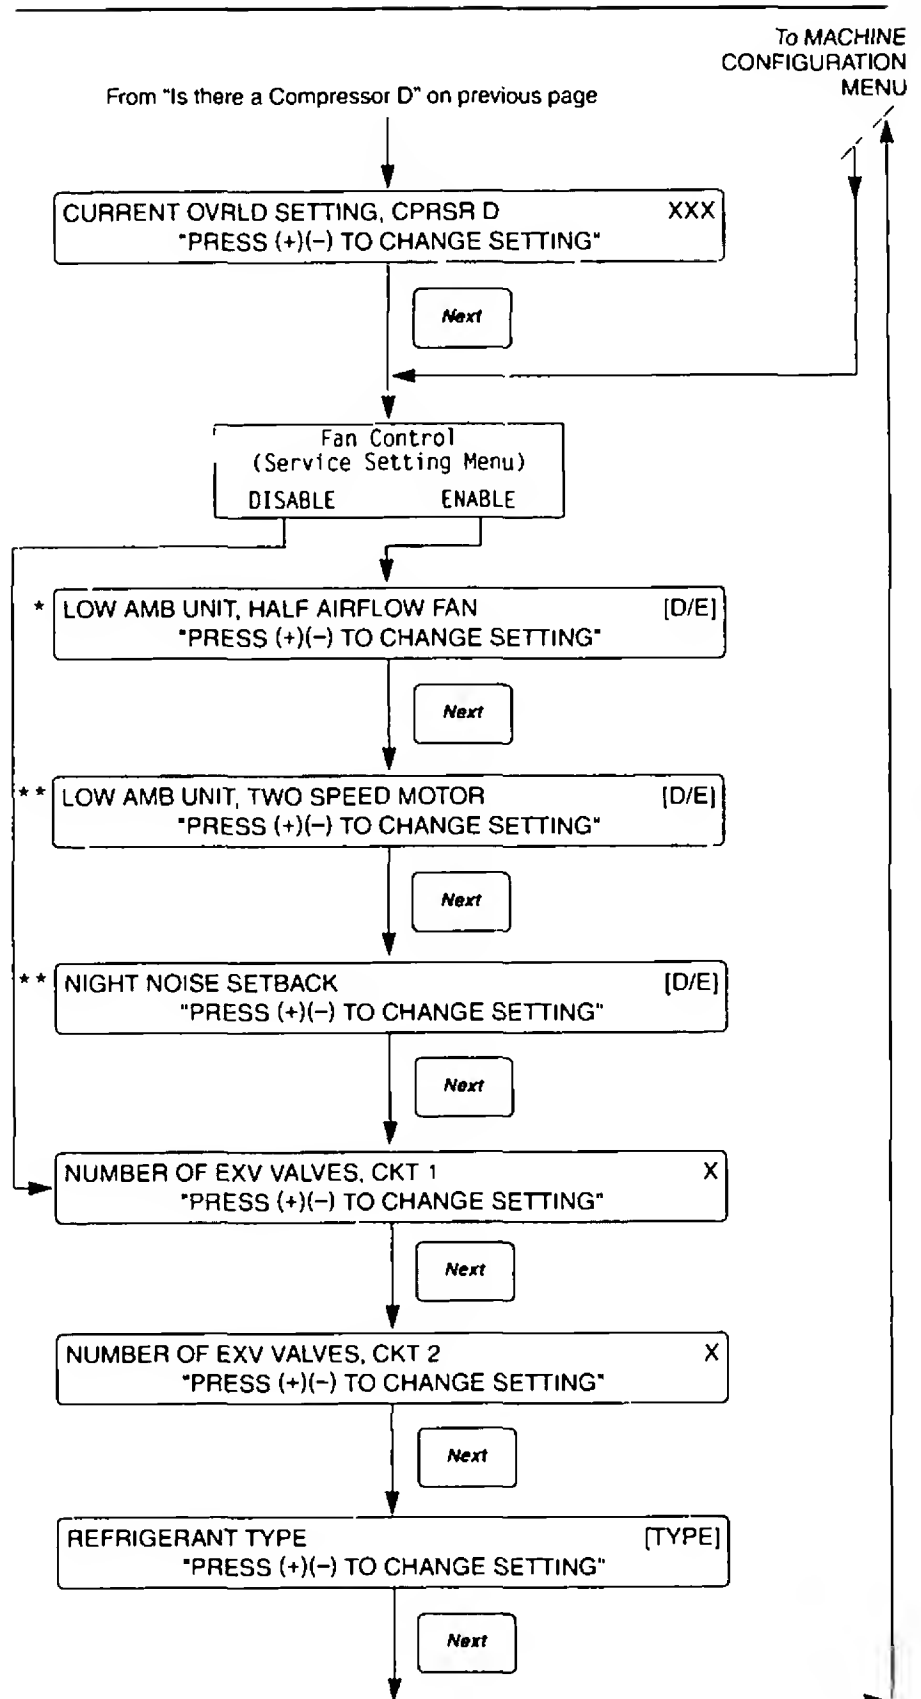 To MACHINE
CONFIGURATION
MENU
From "Is there a Compressor D" on previous page
CURRENT OVRLD SETTING, CPRSR D XXX
"PRESS (+)(–) TO CHANGE SETTING"
Next
Fan Control
(Service Setting Menu)
DISABLE ENABLE
* LOW AMB UNIT, HALF AIRFLOW FAN [D/E]
"PRESS (+)(–) TO CHANGE SETTING"
Next
** LOW AMB UNIT, TWO SPEED MOTOR [D/E]
"PRESS (+)(–) TO CHANGE SETTING"
Next
** NIGHT NOISE SETBACK [D/E]
"PRESS (+)(–) TO CHANGE SETTING"
Next
NUMBER OF EXV VALVES, CKT 1 X
"PRESS (+)(–) TO CHANGE SETTING"
Next
NUMBER OF EXV VALVES, CKT 2 X
"PRESS (+)(–) TO CHANGE SETTING"
Next
REFRIGERANT TYPE [TYPE]
"PRESS (+)(–) TO CHANGE SETTING"
Next